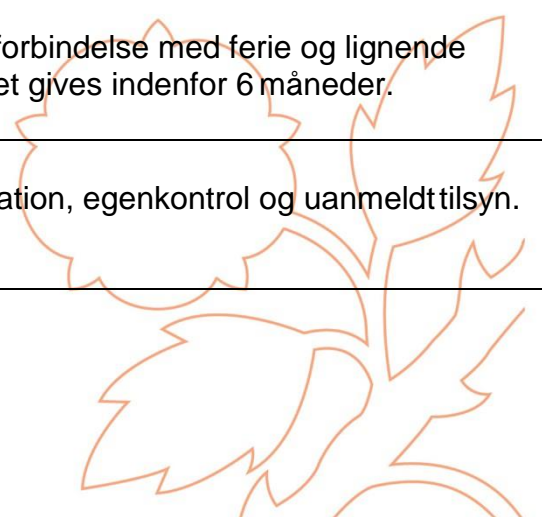 forbindelse med ferie og lignende
et gives indenfor 6 måneder.
ation, egenkontrol og uanmeldt tilsyn.